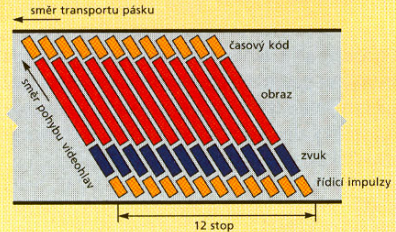 směr transportu pásku
časový kód
směr pohybu videohlav
obraz
zvuk
řídicí impulzy
12 stop